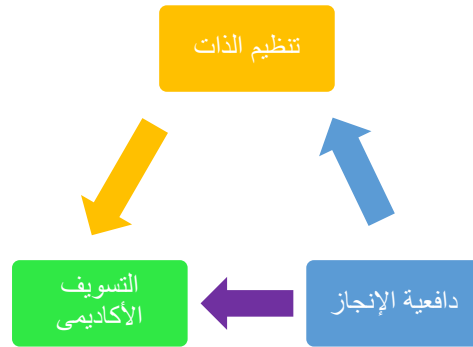 تنظيم الذات
دافعية الإنجاز
التسويف
الأكاديمى